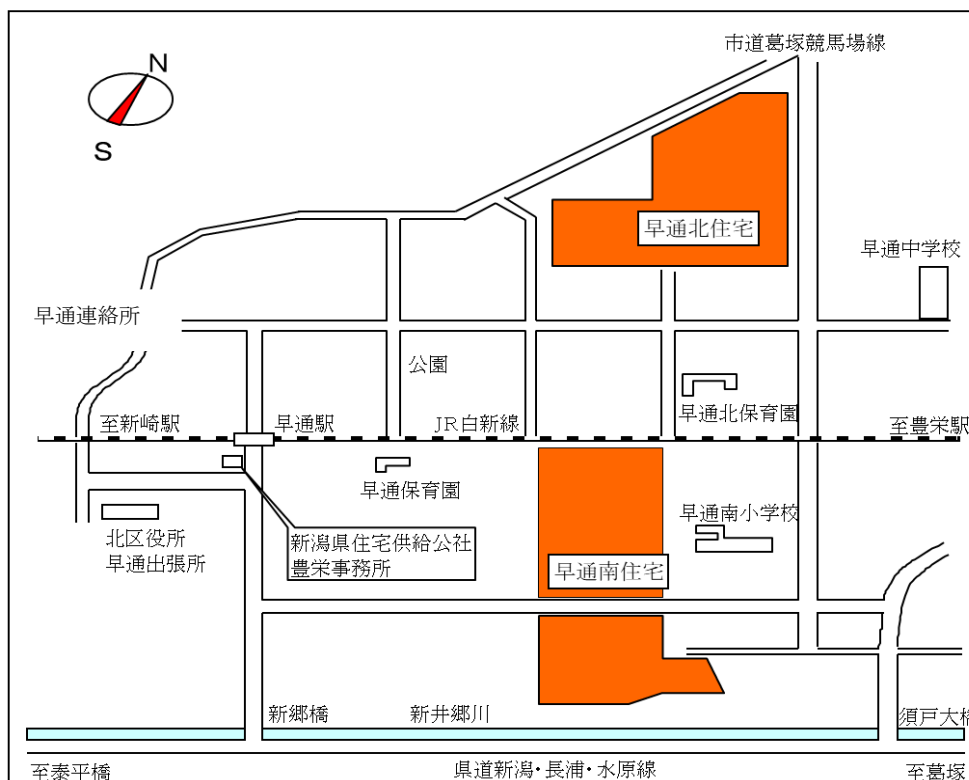 市道葛塚競馬場線
N
S
早通北住宅
早通中学校
早通連絡所
公園
早通北保育園
至新崎駅
早通駅
JR白新線
至豊栄駅
早通保育園
早通南小学校
北区役所
早通出張所
新潟県住宅供給公社
豊栄事務所
早通南住宅
新郷橋
新井郷川
須戸大橋
至泰平橋
県道新潟・長浦・水原線
至葛塚